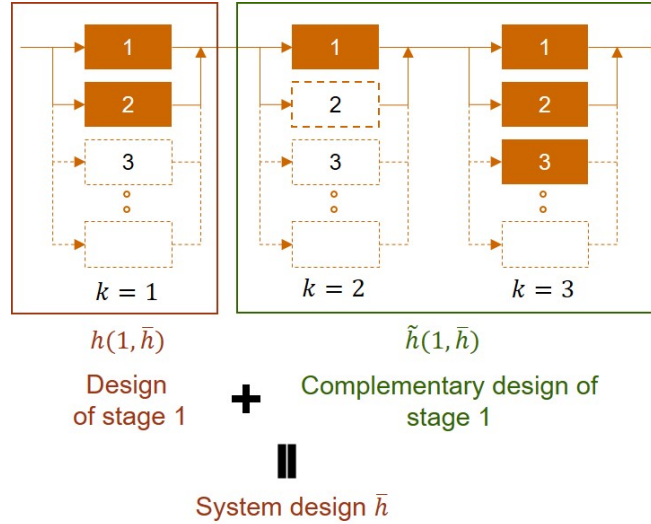 1 1 1
2 2 2
3 3 3
k = 1 k = 2 k = 3
h(1, h̄) h̃(1, h̄)
Design of stage 1
+
Complementary design of stage 1
=
System design h̄